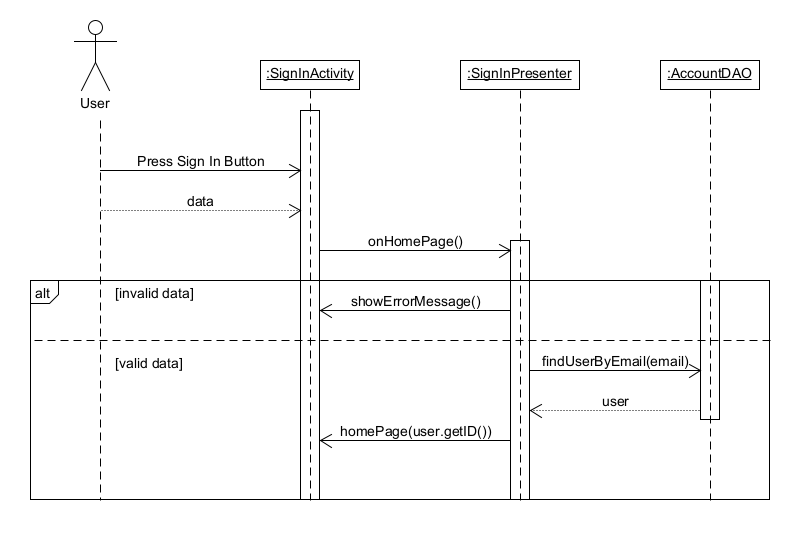 :SignInActivity
:SignInPresenter
:AccountDAO
User
Press Sign In Button
data
onHomePage()
alt
[invalid data]
showErrorMessage()
[valid data]
findUserByEmail(email)
user
homePage(user.getID())